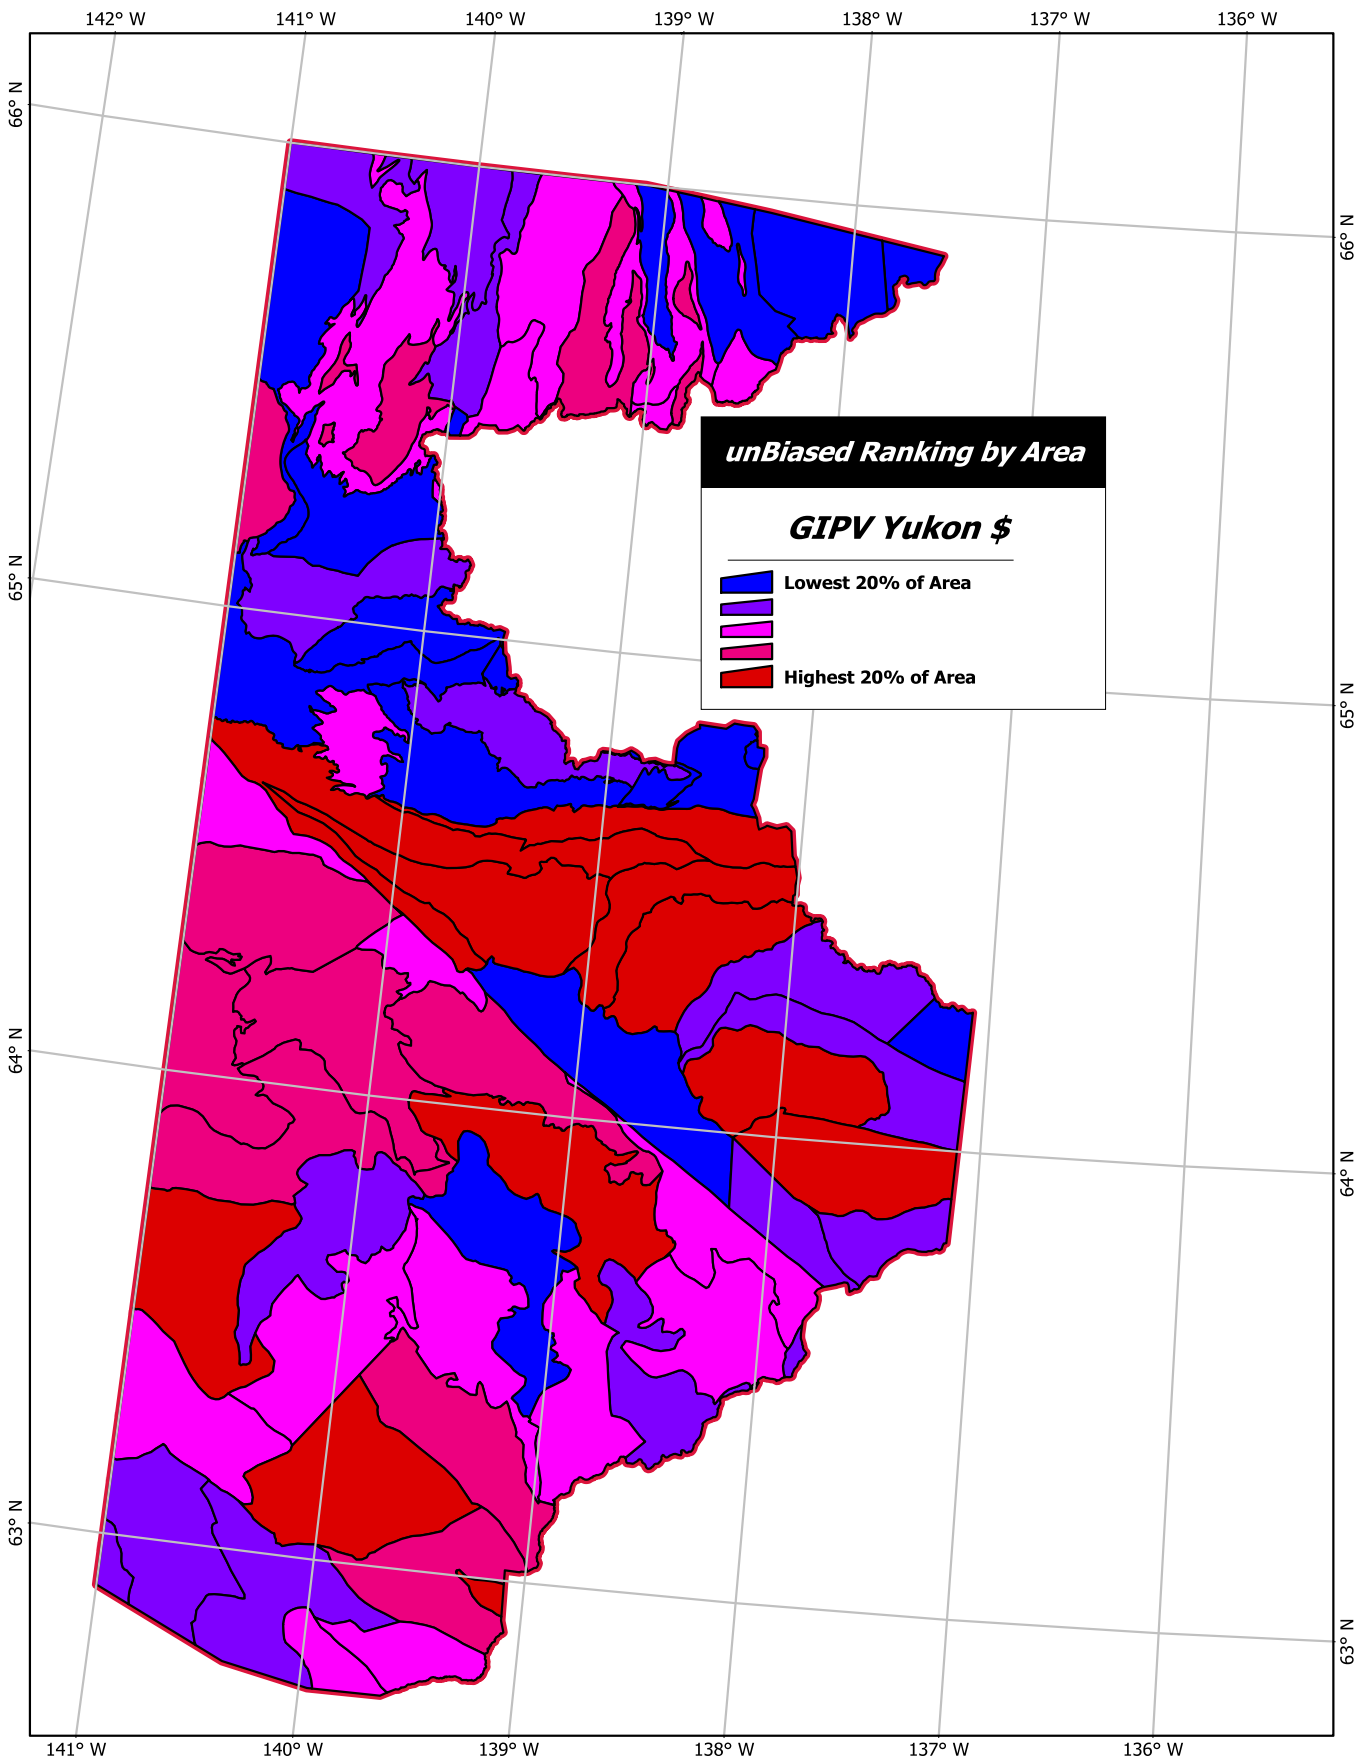 142° W 141° W 140° W 139° W 138° W 137° W 136° W
66° N
66° N
unBiased Ranking by Area
GIPV Yukon $
Lowest 20% of Area
Highest 20% of Area
65° N
65° N
64° N
64° N
63° N
63° N
141° W 140° W 139° W 138° W 137° W 136° W